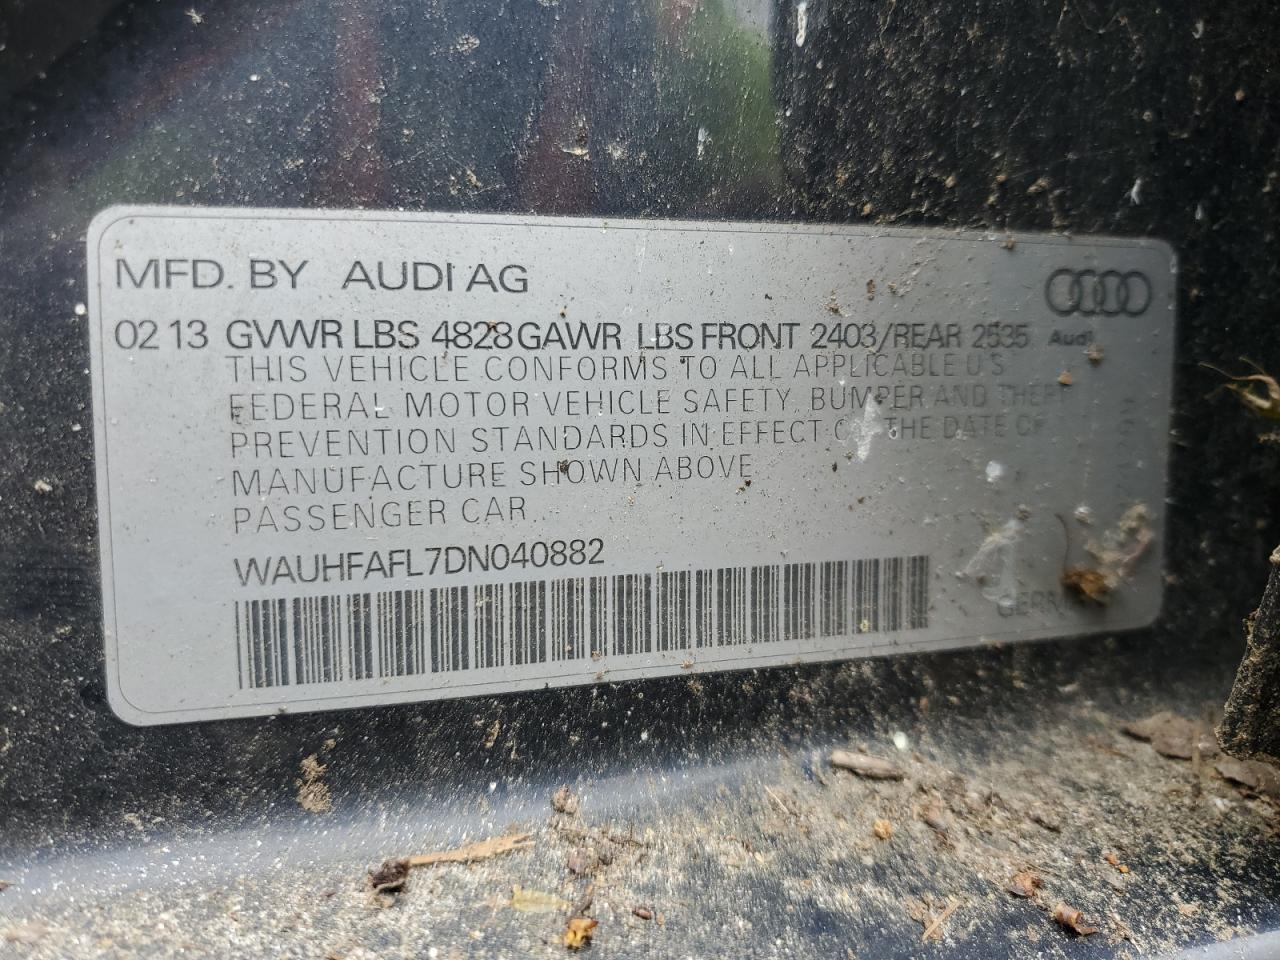 MFD. BY AUDI AG
02 13 GVWR LBS 4828 GAWR LBS FRONT 2403/REAR 2535 Audi
THIS VEHICLE CONFORMS TO ALL APPLICABLE U.S.
FEDERAL MOTOR VEHICLE SAFETY, BUMPER AND THEFT
PREVENTION STANDARDS IN EFFECT ON THE DATE OF
MANUFACTURE SHOWN ABOVE
PASSENGER CAR
WAUHFAFL7DN040882